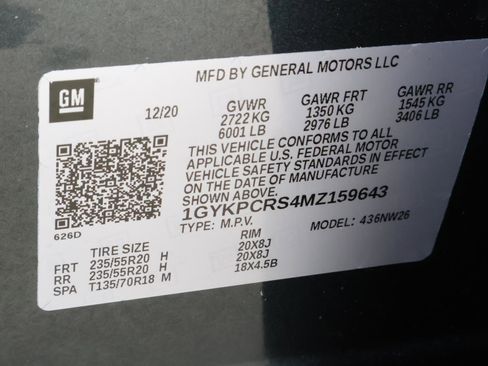 MFD BY GENERAL MOTORS LLC
GM
12/20 GVWR GAWR FRT GAWR RR
2722 KG 1350 KG 1545 KG
6001 LB 2976 LB 3406 LB
THIS VEHICLE CONFORMS TO ALL
APPLICABLE U.S. FEDERAL MOTOR
VEHICLE SAFETY STANDARDS IN EFFECT
ON THE DATE OF MANUFACTURE
SHOWN ABOVE.
1GYKPCRS4MZ159643
626D
TYPE: M.P.V. MODEL: 436NW26
TIRE SIZE RIM
FRT 235/55R20 H 20X8J
RR 235/55R20 H 20X8J
SPA T135/70R18 M 18X4.5B